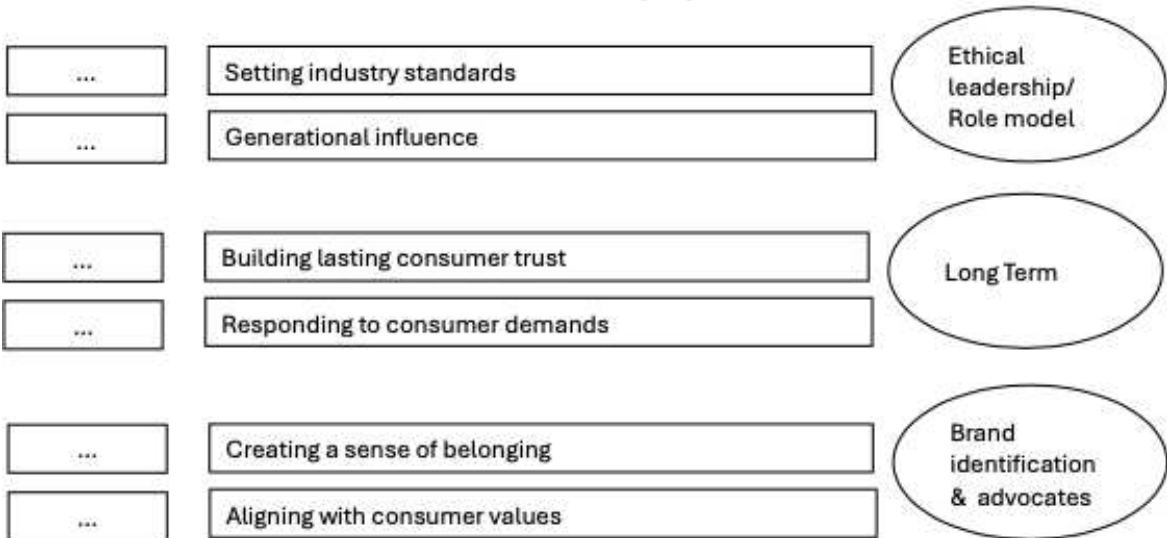 ... Setting industry standards
Ethical
leadership/
Role model
... Generational influence
... Building lasting consumer trust
Long Term
... Responding to consumer demands
... Creating a sense of belonging
Brand
identification
& advocates
... Aligning with consumer values